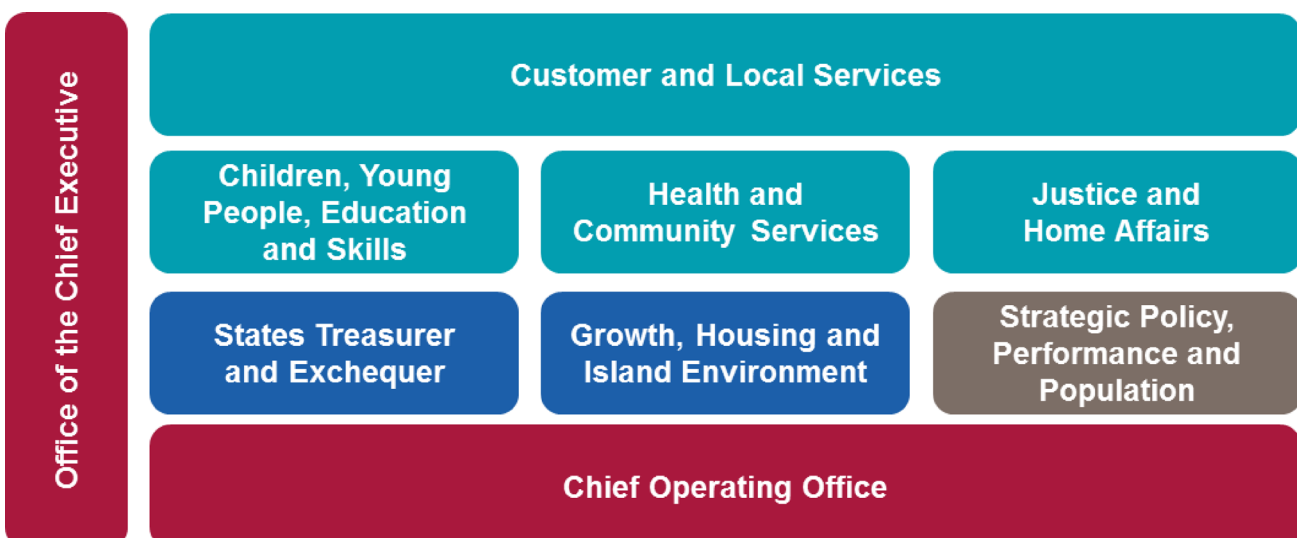 Office of the Chief Executive
Customer and Local Services
Children, Young
People, Education
and Skills
Health and
Community Services
Justice and
Home Affairs
States Treasurer
and Exchequer
Growth, Housing and
Island Environment
Strategic Policy,
Performance and
Population
Chief Operating Office